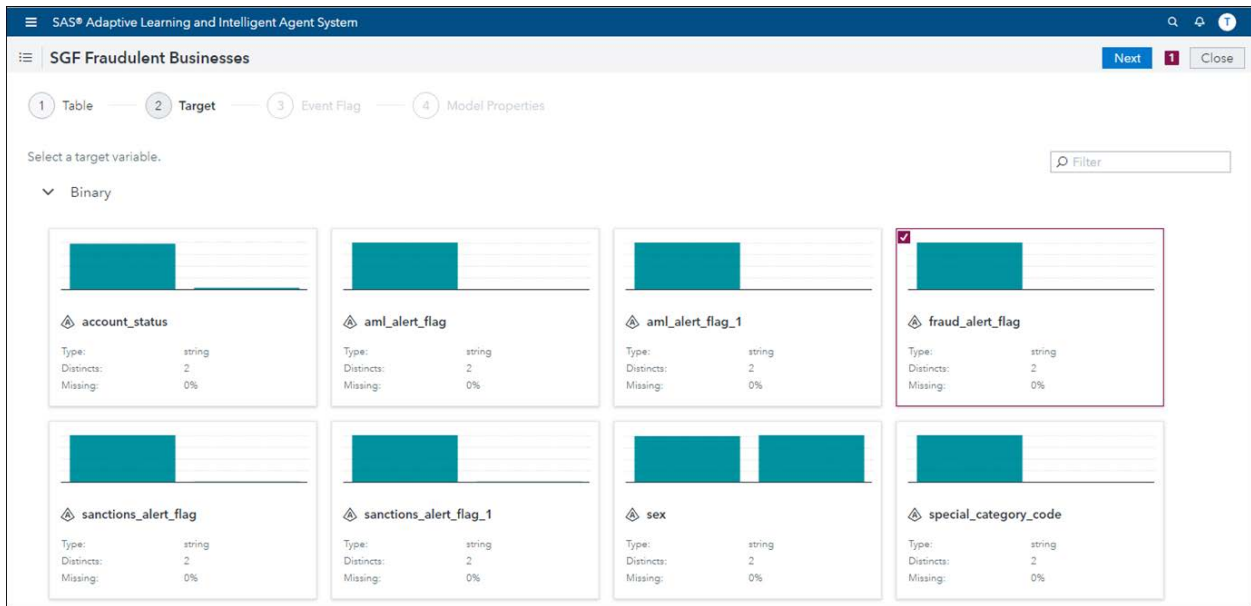 SAS® Adaptive Learning and Intelligent Agent System
T
SGF Fraudulent Businesses
Next 1 Close
1 Table 2 Target 3 Event Flag 4 Model Properties
Select a target variable.
Filter
Binary
account_status aml_alert_flag aml_alert_flag_1 fraud_alert_flag
Type: string Type: string Type: string Type: string
Distincts: 2 Distincts: 2 Distincts: 2 Distincts: 2
Missing: 0% Missing: 0% Missing: 0% Missing: 0%
sanctions_alert_flag sanctions_alert_flag_1 sex special_category_code
Type: string Type: string Type: string Type: string
Distincts: 2 Distincts: 2 Distincts: 2 Distincts: 2
Missing: 0% Missing: 0% Missing: 0% Missing: 0%